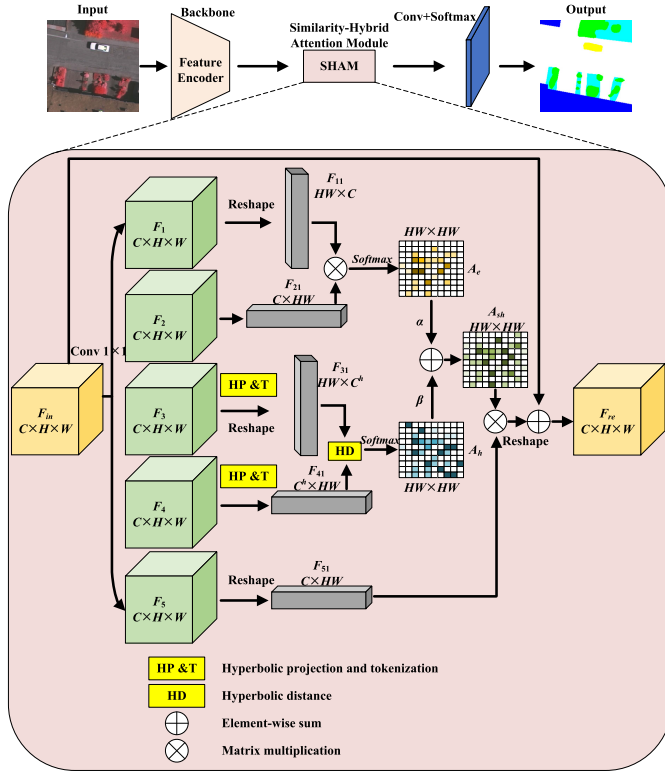 Input
Backbone
Similarity-Hybrid
Attention Module
Conv+Softmax
Output
Feature
Encoder
SHAM
F11
HW×C
F1
C×H×W
Reshape
HW×HW
Softmax
Ae
F21
C×HW
F2
C×H×W
α
Ash
HW×HW
Conv 1×1
F31
HW×C^h
HP &T
Fin
C×H×W
F3
C×H×W
Reshape
β
Fre
C×H×W
Reshape
Softmax
HD
Ah
HP &T
F41
C^h×HW
F4
C×H×W
HW×HW
F51
C×HW
Reshape
F5
C×H×W
HP &T
Hyperbolic projection and tokenization
HD
Hyperbolic distance
Element-wise sum
Matrix multiplication